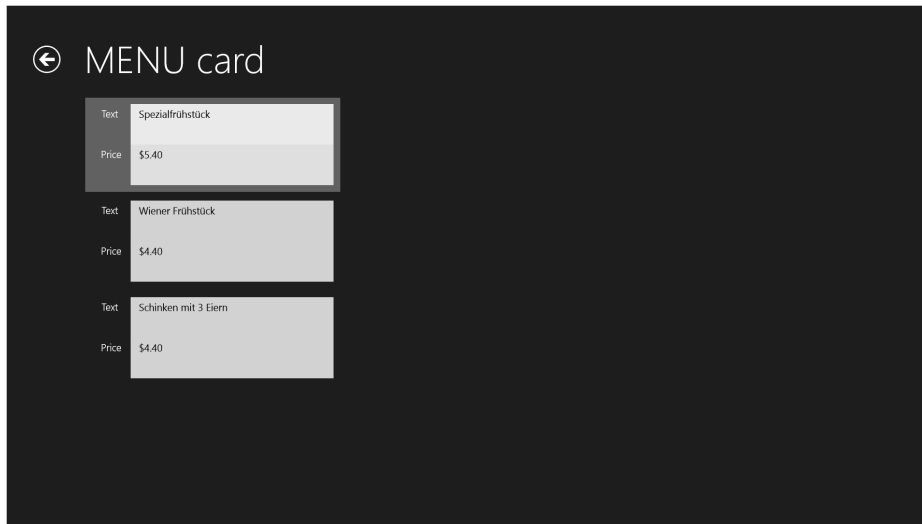 MENU card
Text Spezialfrühstück
Price $5.40
Text Wiener Frühstück
Price $4.40
Text Schinken mit 3 Eiern
Price $4.40